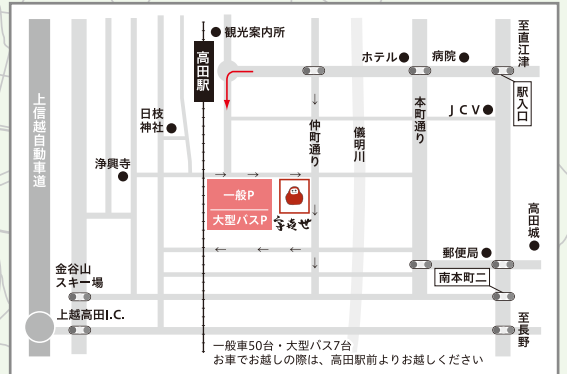 観光案内所
高田駅
ホテル
病院
至直江津
駅入口
ＪＣＶ
本町通り
仲町通り
儀明川
上信越自動車道
日枝
神社
浄興寺
一般P
大型バスP
宇喜世
高田城
郵便局
南本町二
金谷山
スキー場
上越高田I.C.
至長野
一般車50台・大型バス7台
お車でお越しの際は、高田駅前よりお越しください